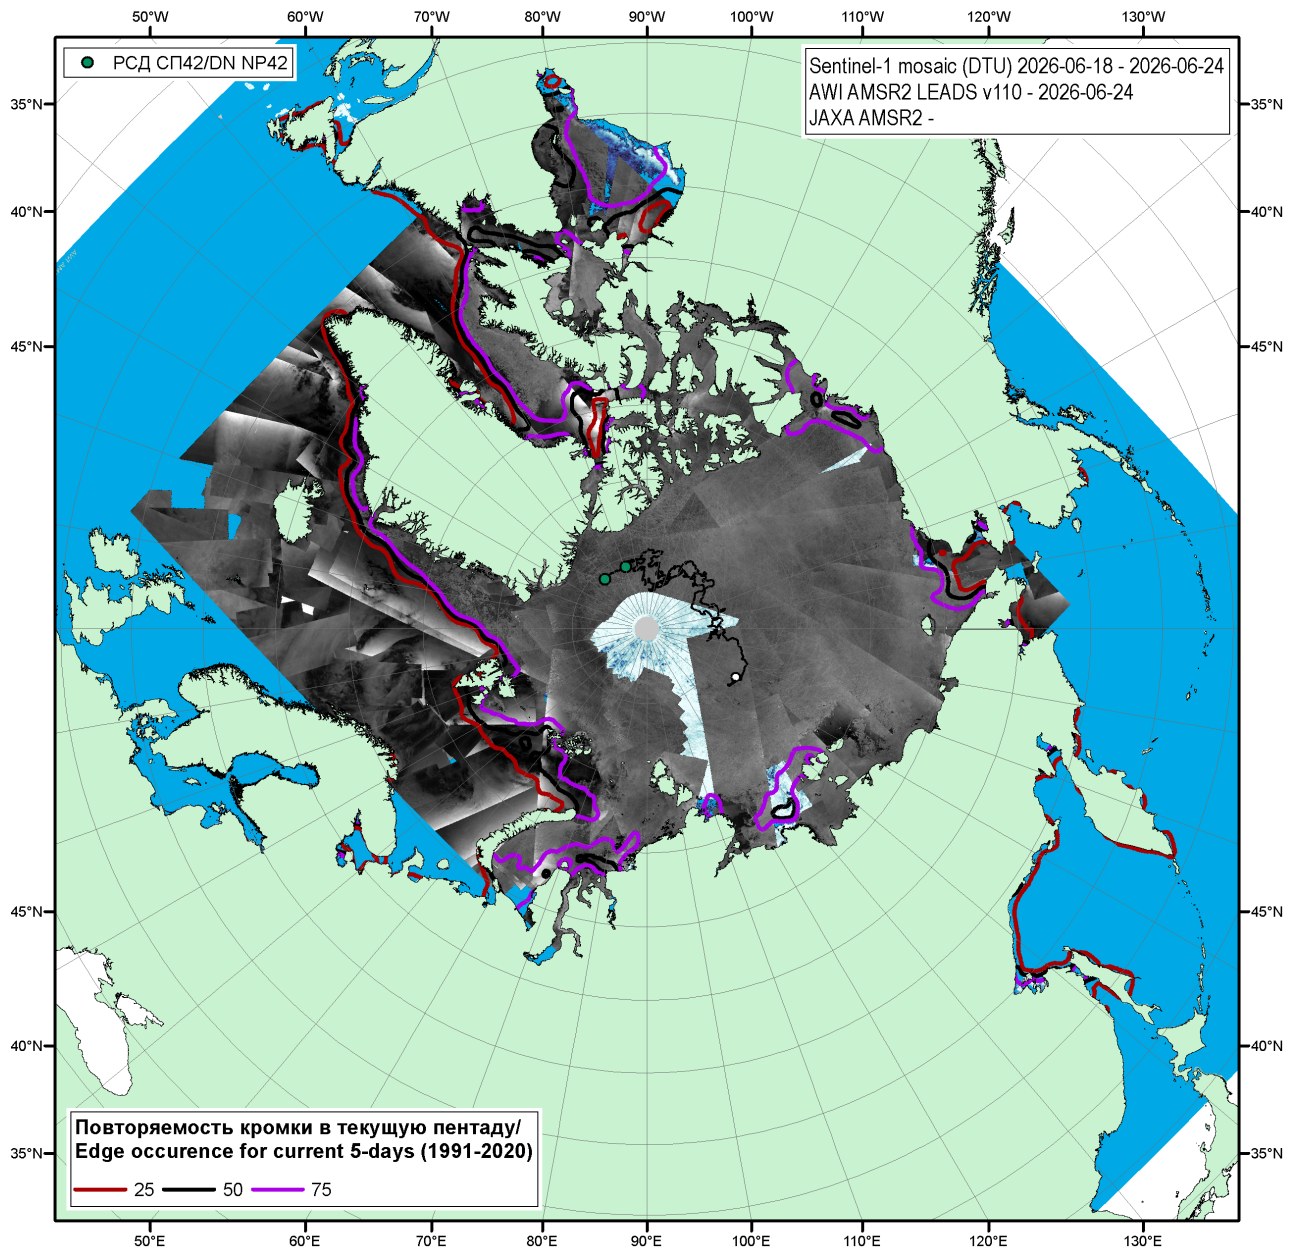 50°W 60°W 70°W 80°W 90°W 100°W 110°W 120°W 130°W
РСД СП42/DN NP42
Sentinel-1 mosaic (DTU) 2026-06-18 - 2026-06-24
AWI AMSR2 LEADS v110 - 2026-06-24
JAXA AMSR2 -
35°N 35°N
40°N 40°N
45°N 45°N
45°N 45°N
40°N 40°N
35°N 35°N
Повторяемость кромки в текущую пентаду/
Edge occurence for current 5-days (1991-2020)
25 50 75
50°E 60°E 70°E 80°E 90°E 100°E 110°E 120°E 130°E